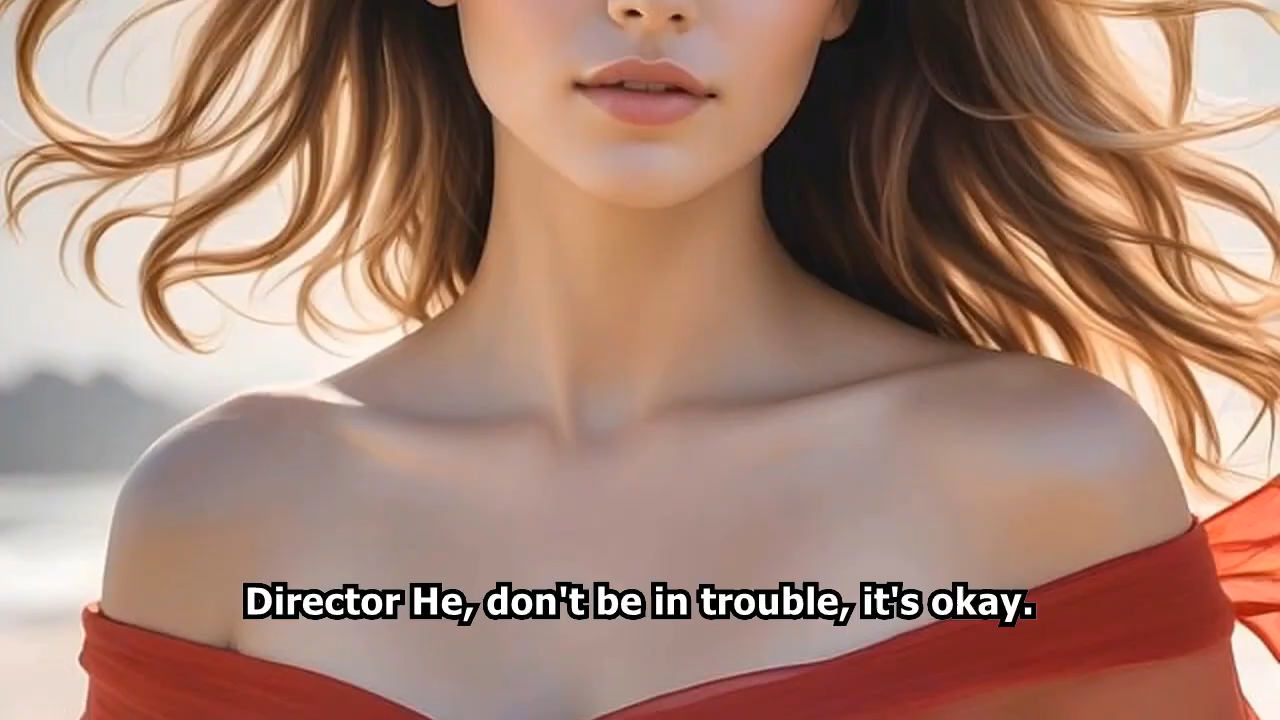 Director He, don't be in trouble, it's okay.